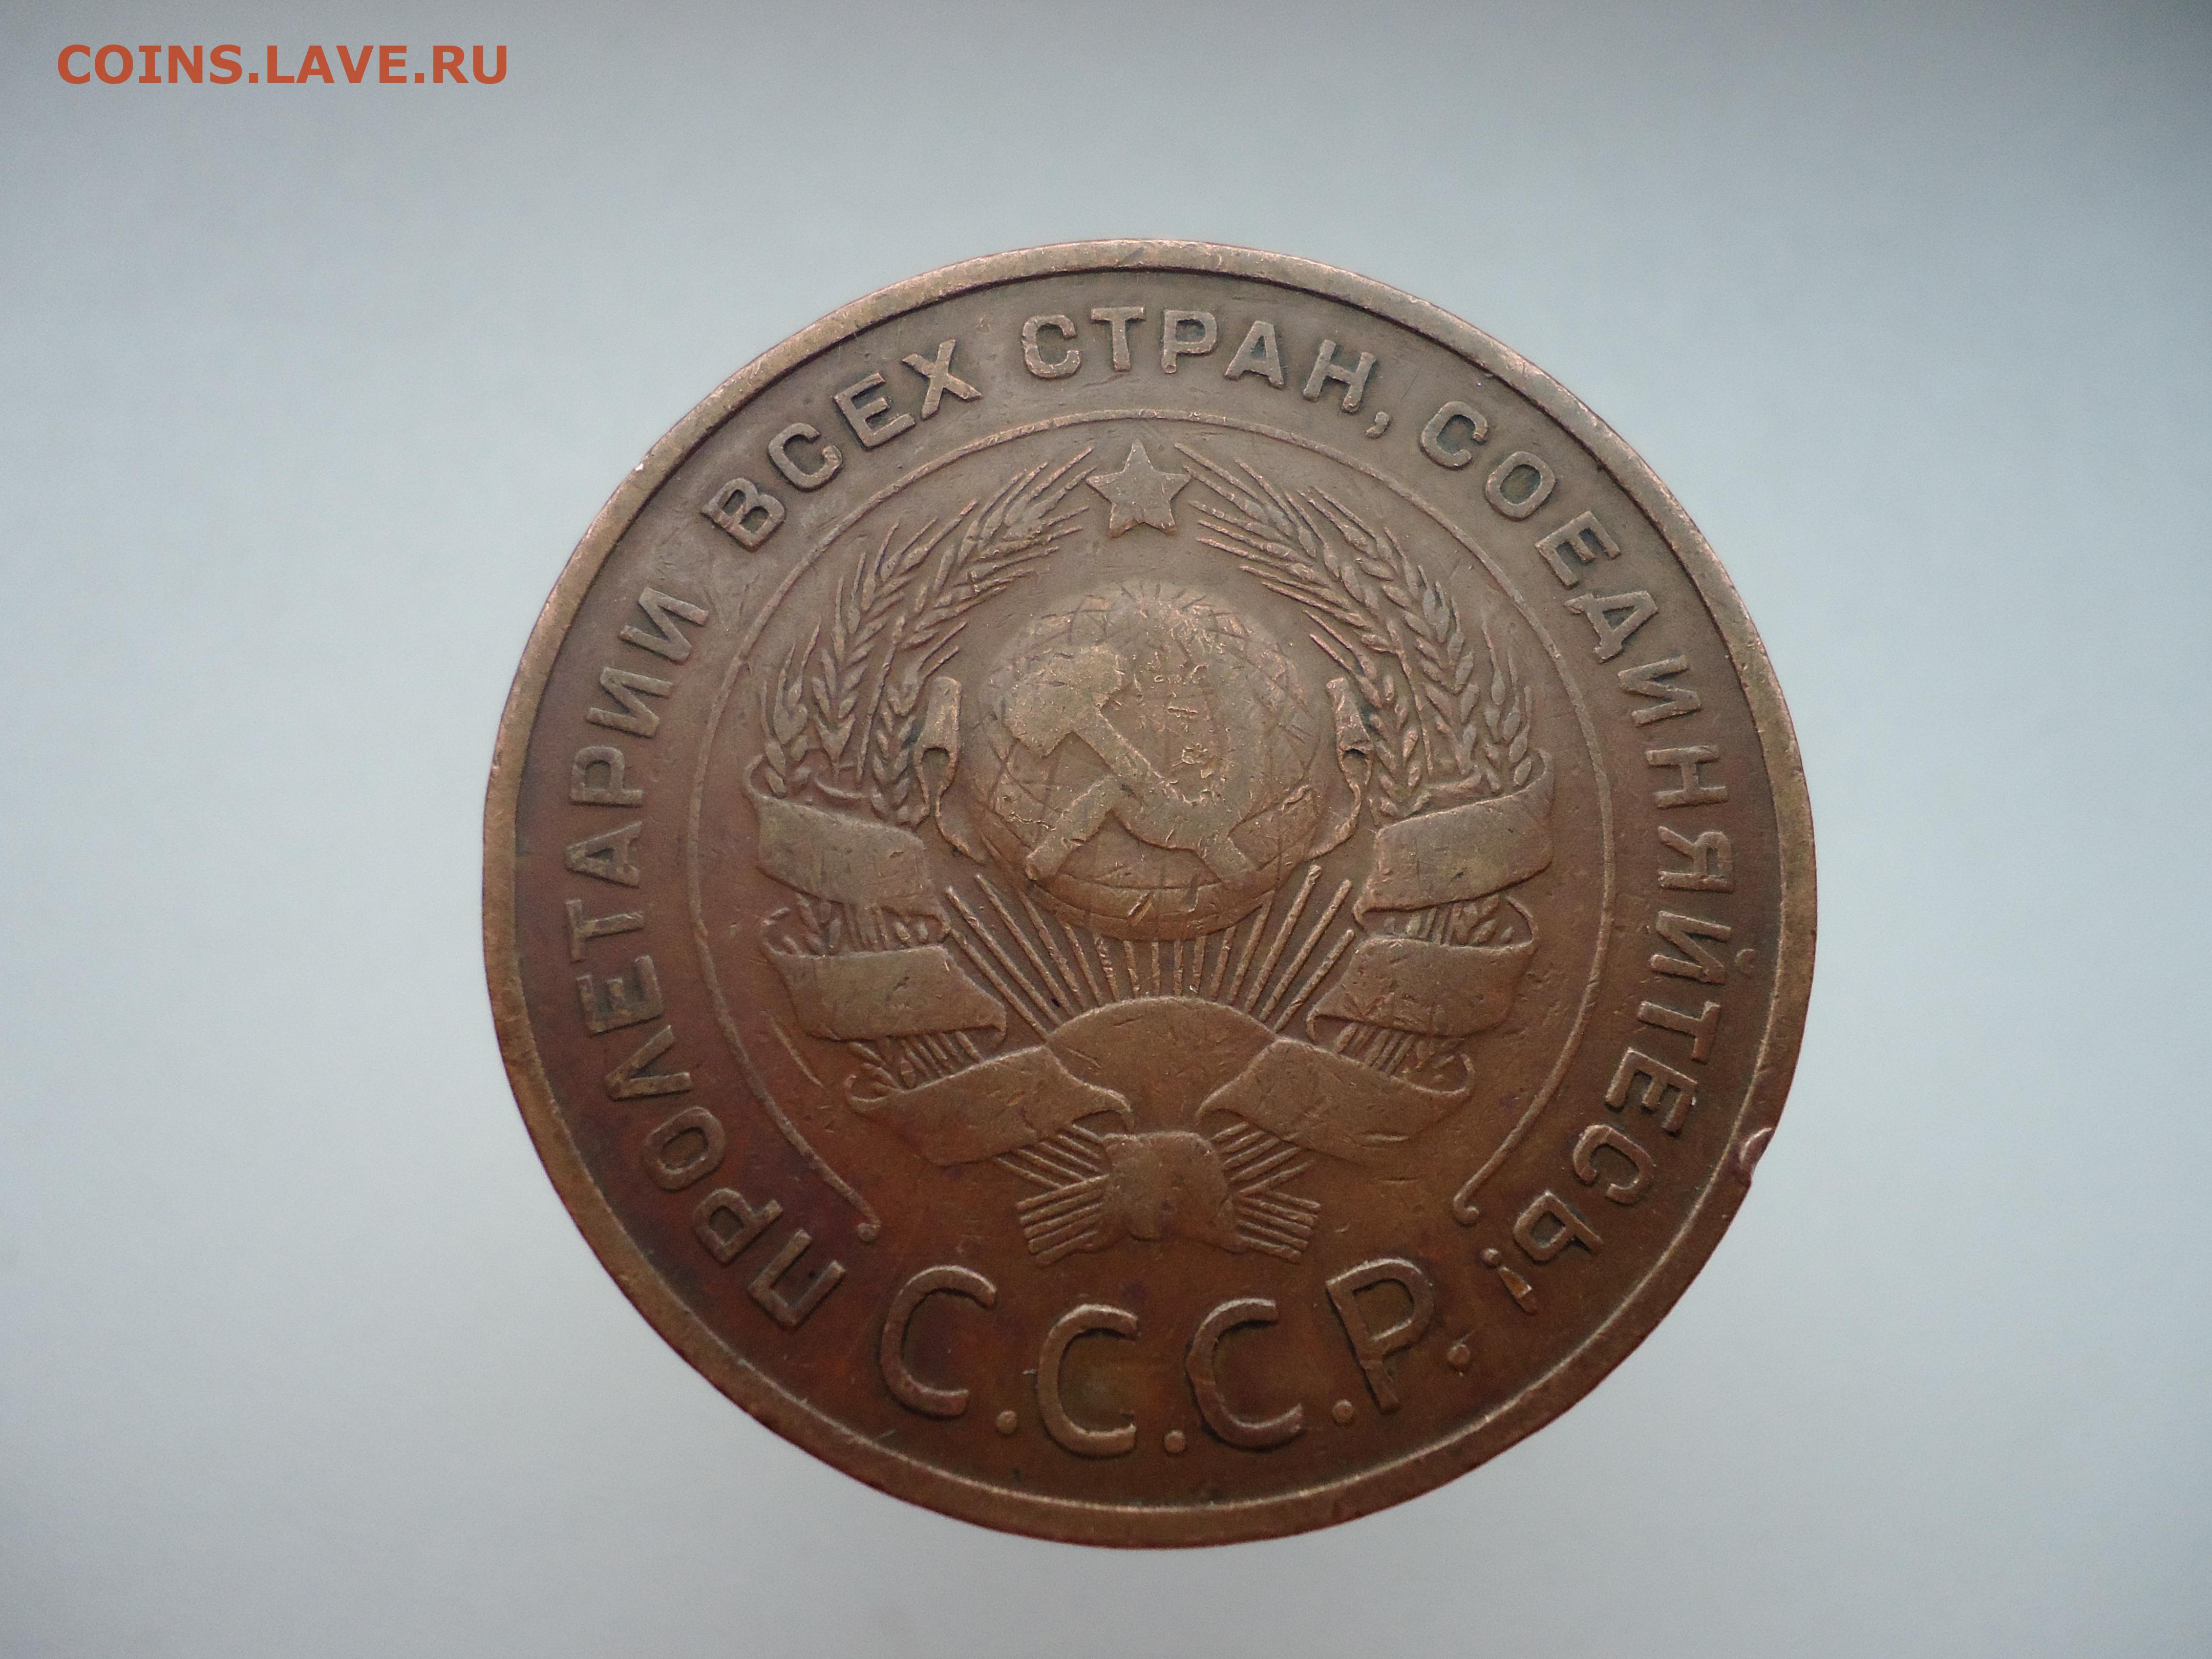 COINS.LAVE.RU
ПРОЛЕТАРИИ ВСЕХ СТРАН, СОЕДИНЯЙТЕСЬ!
С.С.С.Р.